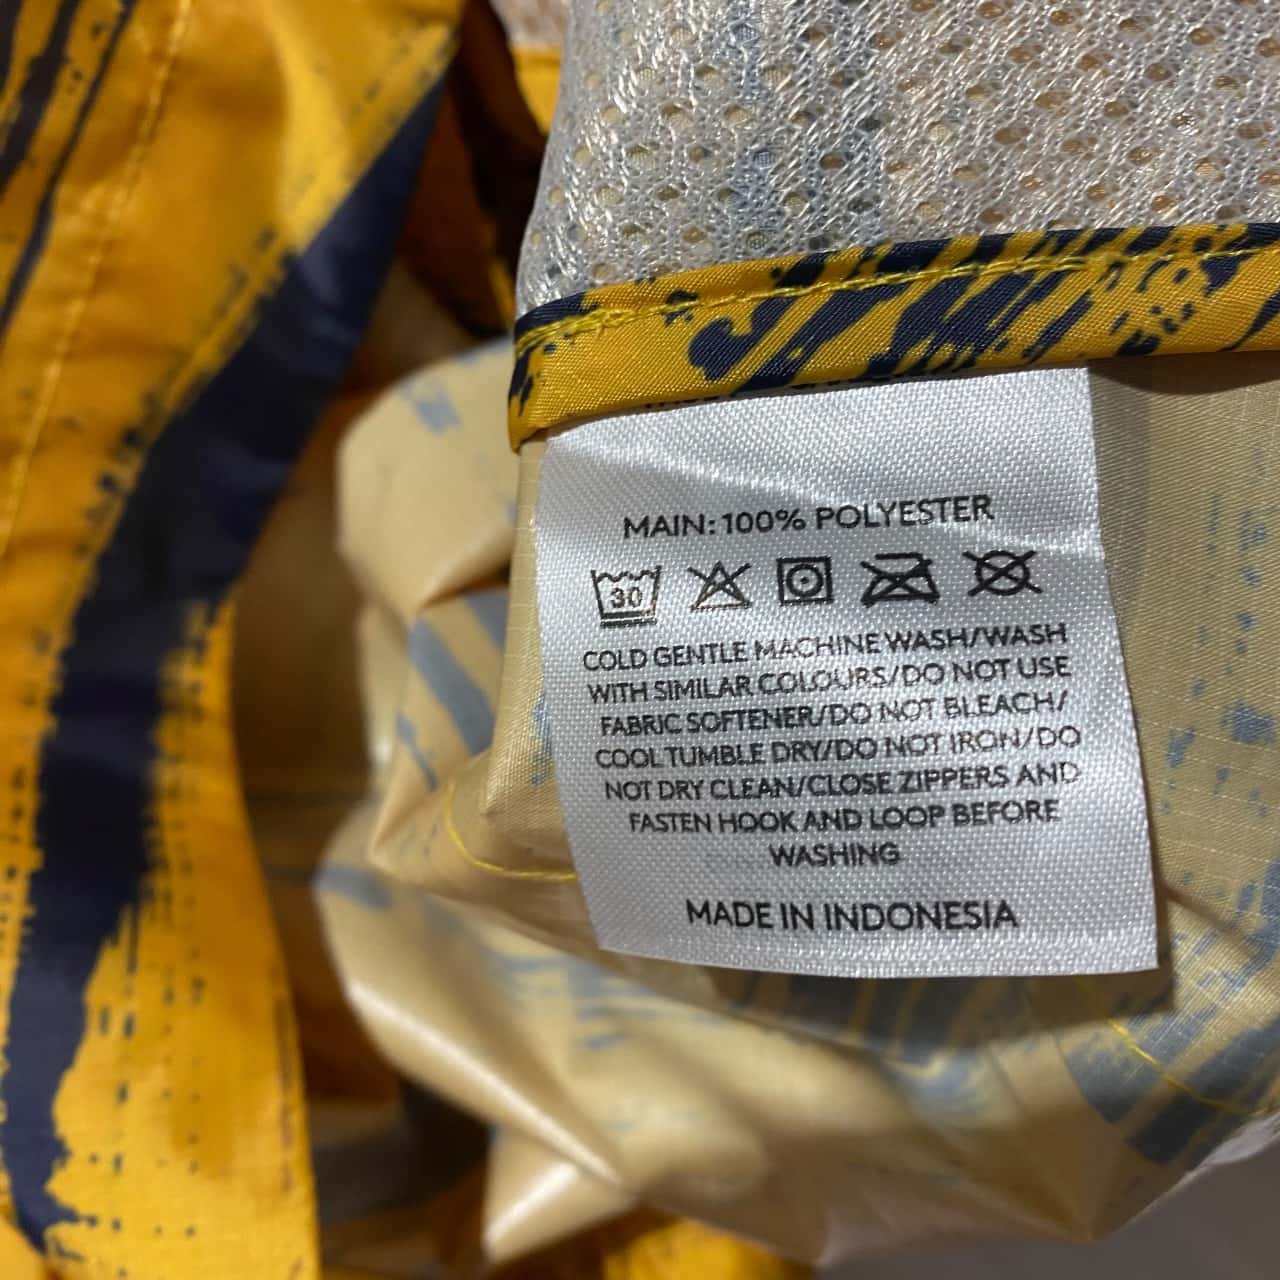 MAIN: 100% POLYESTER
30
COLD GENTLE MACHINE WASH/WASH
WITH SIMILAR COLOURS/DO NOT USE
FABRIC SOFTENER/DO NOT BLEACH/
COOL TUMBLE DRY/DO NOT IRON/DO
NOT DRY CLEAN/CLOSE ZIPPERS AND
FASTEN HOOK AND LOOP BEFORE
WASHING
MADE IN INDONESIA